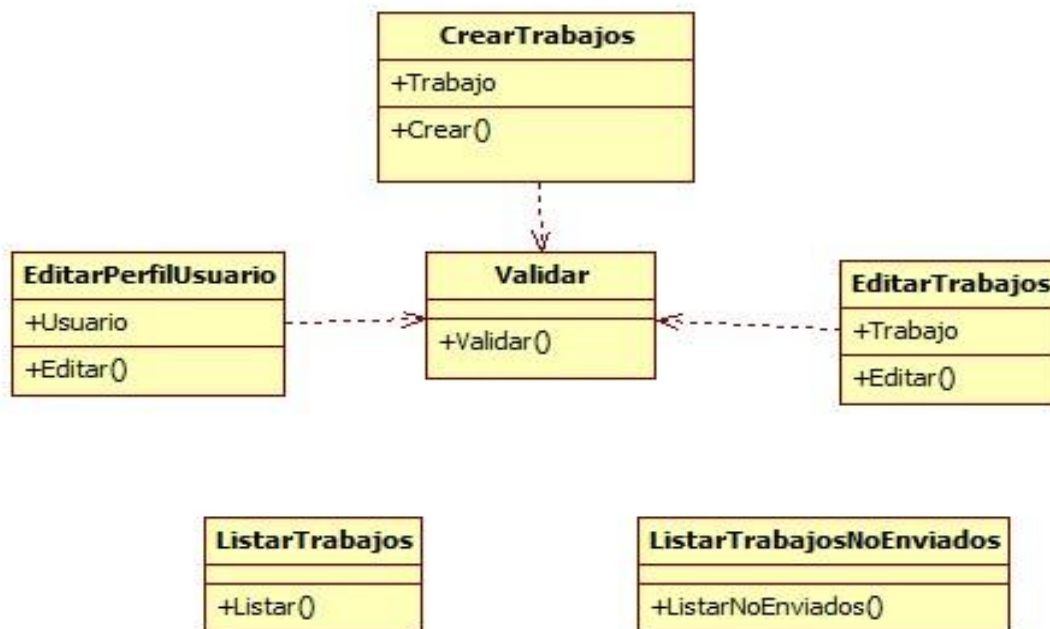 CrearTrabajos
+Trabajo
+Crear()
EditarPerfilUsuario
+Usuario
+Editar()
Validar
+Validar()
EditarTrabajos
+Trabajo
+Editar()
ListarTrabajos
+Listar()
ListarTrabajosNoEnviados
+ListarNoEnviados()